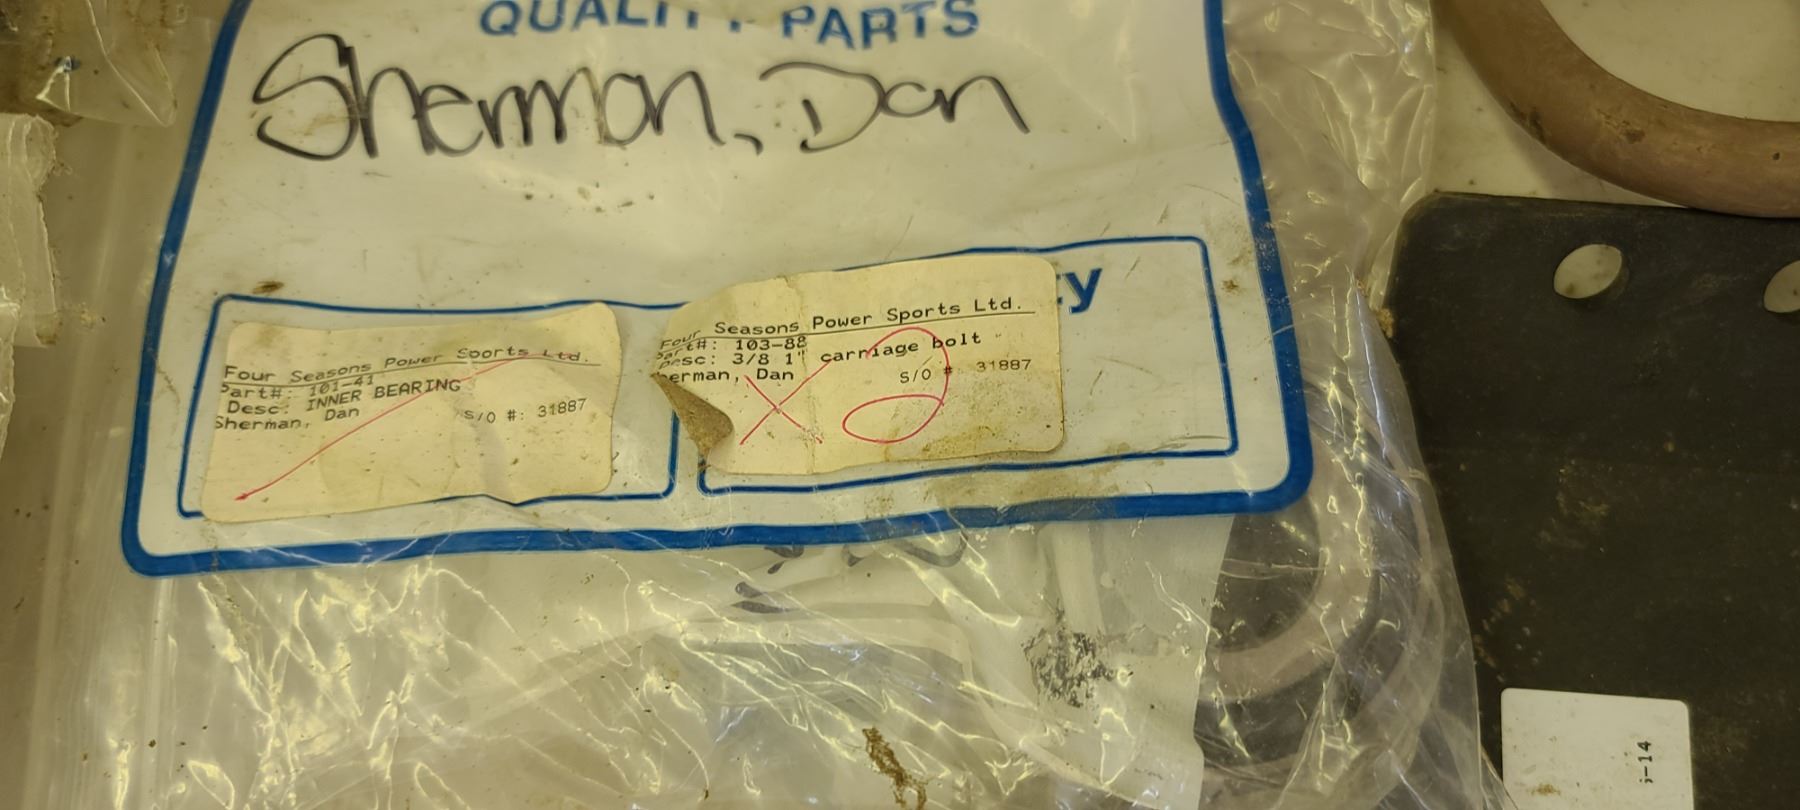 QUALITY PARTS
Sherman, Dan
y
Four Seasons Power Sports Ltd.
Part#: 101-41
Desc: INNER BEARING
Sherman, Dan
S/O #: 31887
Four Seasons Power Sports Ltd.
Part#: 103-88
Desc: 3/8 1" carriage bolt
erman, Dan
S/O #: 31887
i-14